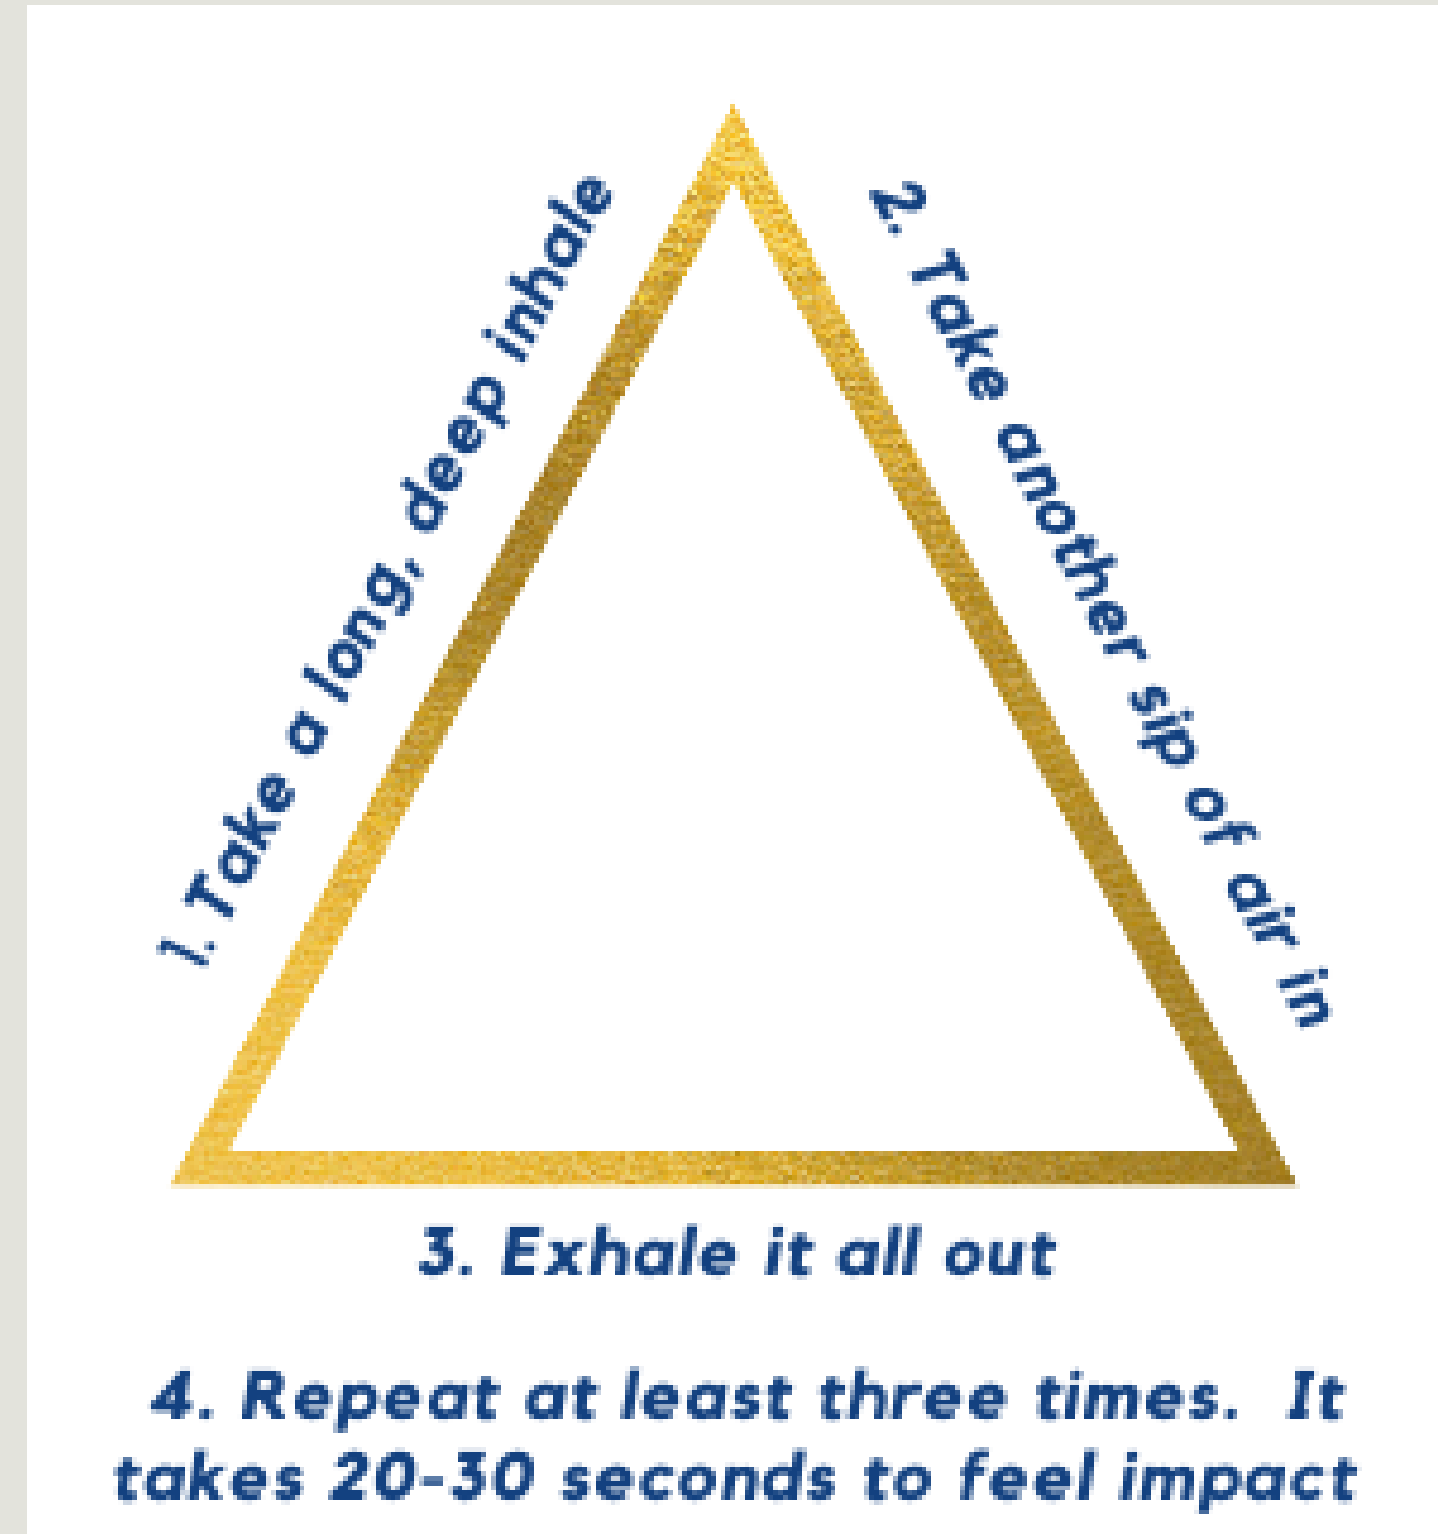 1. Take a long, deep inhale
2. Take another sip of air in
3. Exhale it all out
4. Repeat at least three times.  It
takes 20-30 seconds to feel impact